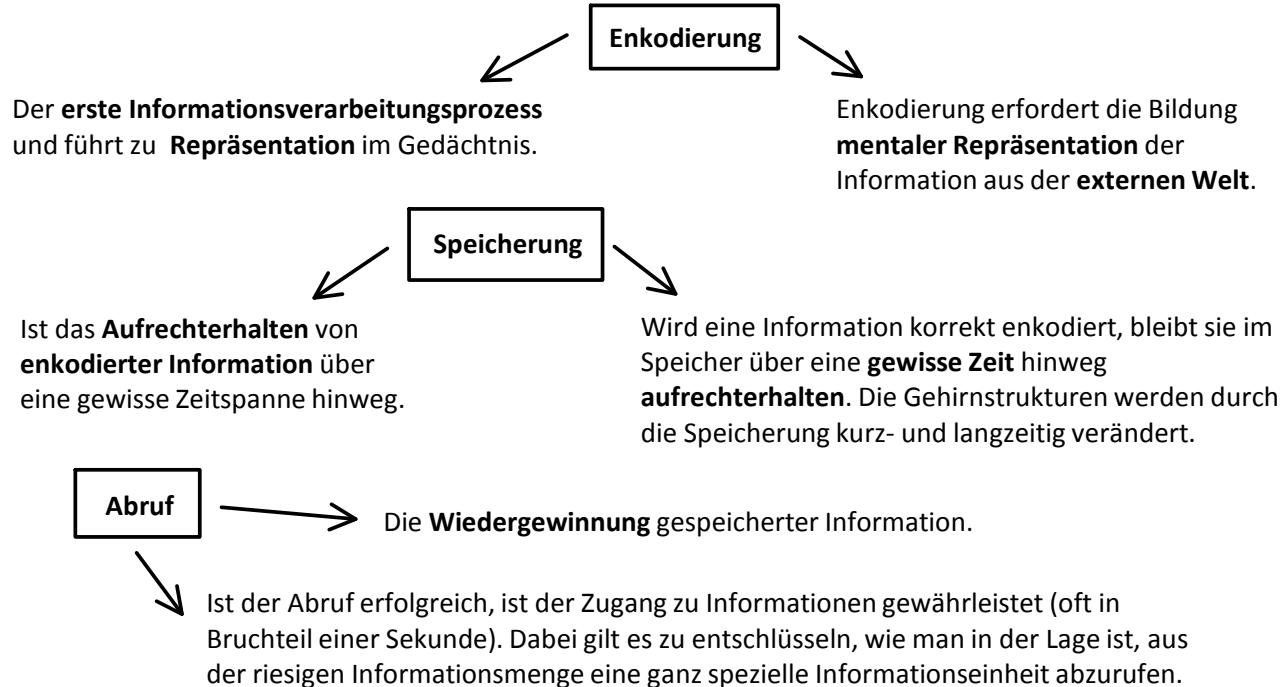 Enkodierung
Der erste Informationsverarbeitungsprozess
und führt zu Repräsentation im Gedächtnis.
Enkodierung erfordert die Bildung
mentaler Repräsentation der
Information aus der externen Welt.
Speicherung
Ist das Aufrechterhalten von
enkodierter Information über
eine gewisse Zeitspanne hinweg.
Wird eine Information korrekt enkodiert, bleibt sie im
Speicher über eine gewisse Zeit hinweg
aufrechterhalten. Die Gehirnstrukturen werden durch
die Speicherung kurz- und langzeitig verändert.
Abruf
Die Wiedergewinnung gespeicherter Information.
Ist der Abruf erfolgreich, ist der Zugang zu Informationen gewährleistet (oft in
Bruchteil einer Sekunde). Dabei gilt es zu entschlüsseln, wie man in der Lage ist, aus
der riesigen Informationsmenge eine ganz spezielle Informationseinheit abzurufen.